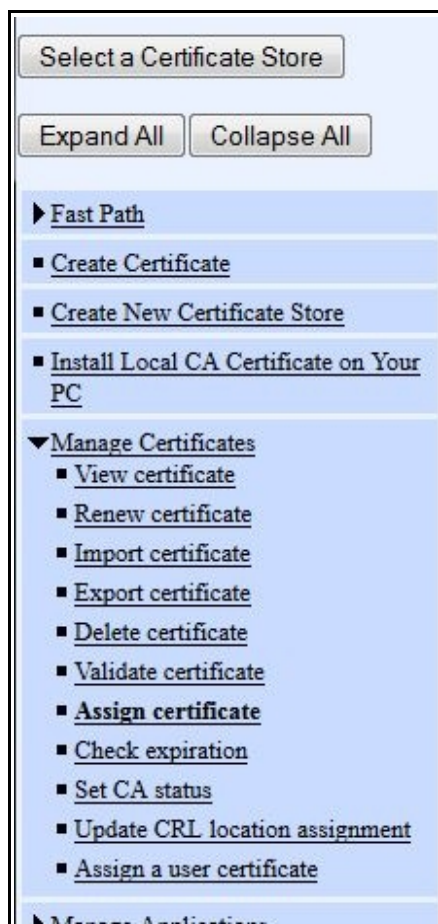 Select a Certificate Store
Expand All Collapse All
Fast Path
Create Certificate
Create New Certificate Store
Install Local CA Certificate on Your
PC
Manage Certificates
View certificate
Renew certificate
Import certificate
Export certificate
Delete certificate
Validate certificate
Assign certificate
Check expiration
Set CA status
Update CRL location assignment
Assign a user certificate
Manage Applications